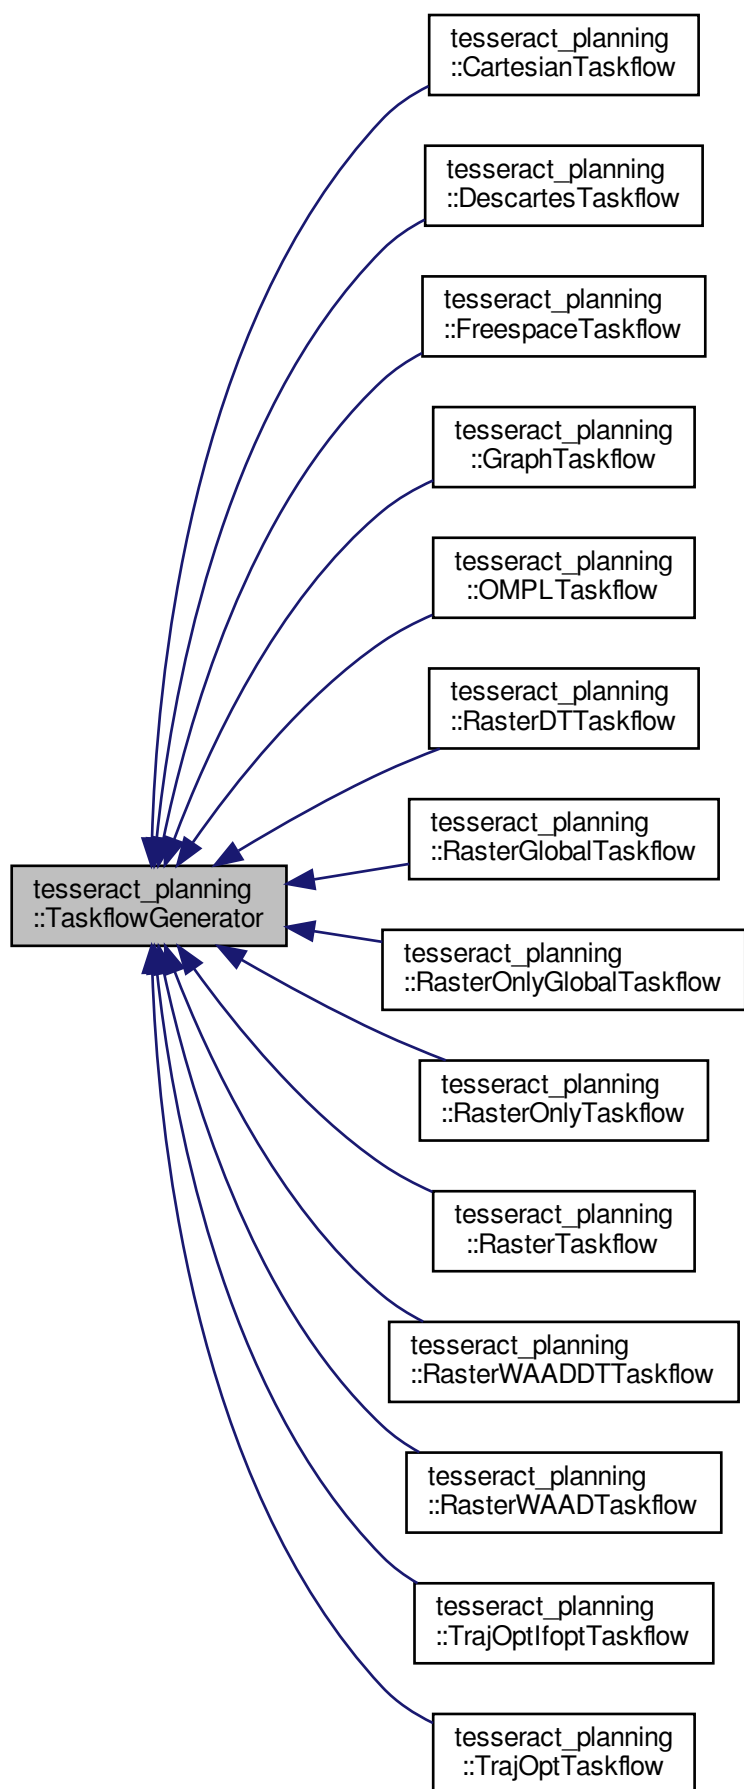 tesseract_planning
::CartesianTaskflow
tesseract_planning
::DescartesTaskflow
tesseract_planning
::FreespaceTaskflow
tesseract_planning
::GraphTaskflow
tesseract_planning
::OMPLTaskflow
tesseract_planning
::RasterDTTaskflow
tesseract_planning
::RasterGlobalTaskflow
tesseract_planning
::TaskflowGenerator
tesseract_planning
::RasterOnlyGlobalTaskflow
tesseract_planning
::RasterOnlyTaskflow
tesseract_planning
::RasterTaskflow
tesseract_planning
::RasterWAADDTTaskflow
tesseract_planning
::RasterWAADTaskflow
tesseract_planning
::TrajOptIfoptTaskflow
tesseract_planning
::TrajOptTaskflow